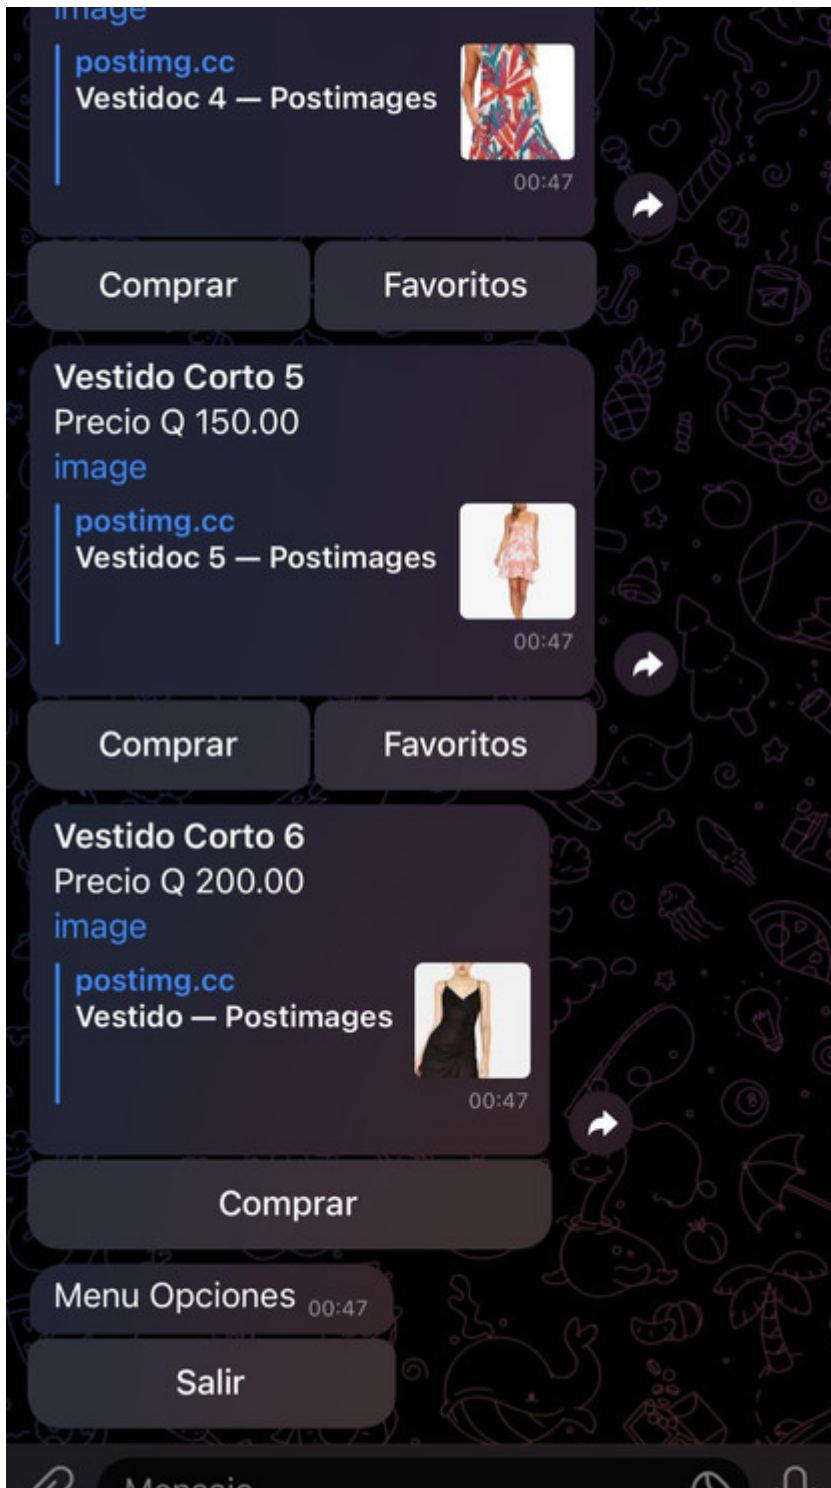 image
postimg.cc
Vestidoc 4 — Postimages
00:47
Comprar
Favoritos
Vestido Corto 5
Precio Q 150.00
image
postimg.cc
Vestidoc 5 — Postimages
00:47
Comprar
Favoritos
Vestido Corto 6
Precio Q 200.00
image
postimg.cc
Vestido — Postimages
00:47
Comprar
Menu Opciones 00:47
Salir
Mensaje